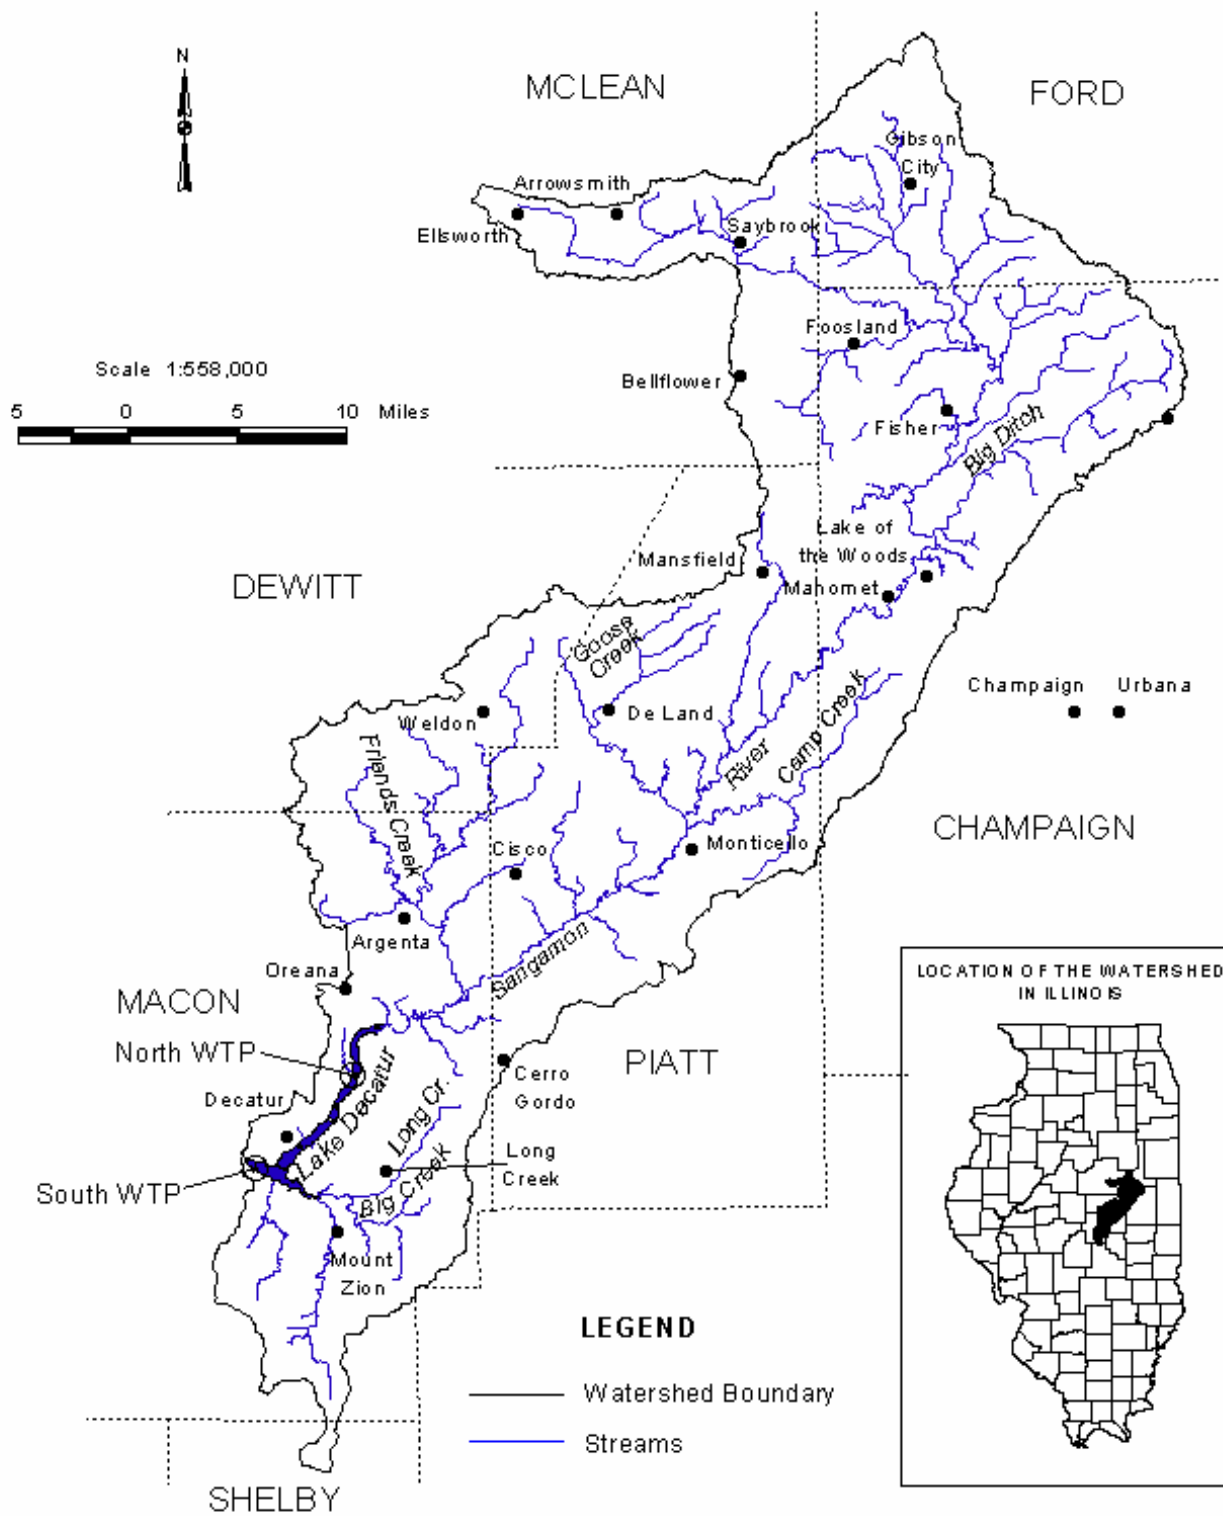 N
MCLEAN
FORD
Gibson
City
Arrowsmith
Ellsworth
Saybrook
Foosland
Scale 1:558,000
Bellflower
5 0 5 10 Miles
Fisher
Big Ditch
Lake of
the Woods
Mansfield
Mahomet
DEWITT
Goose
Creek
Champaign
Urbana
Weldon
De Land
Camp Creek
River
Friends Creek
CHAMPAIGN
Cisco
Monticello
Argenta
Sangamon
Oreana
MACON
North WTP
PIATT
Cerro
Gordo
Decatur
Lake Decatur
Long Cr.
Long
Creek
South WTP
Big Creek
Mount
Zion
LOCATION OF THE WATERSHED
IN ILLINOIS
LEGEND
Watershed Boundary
Streams
SHELBY